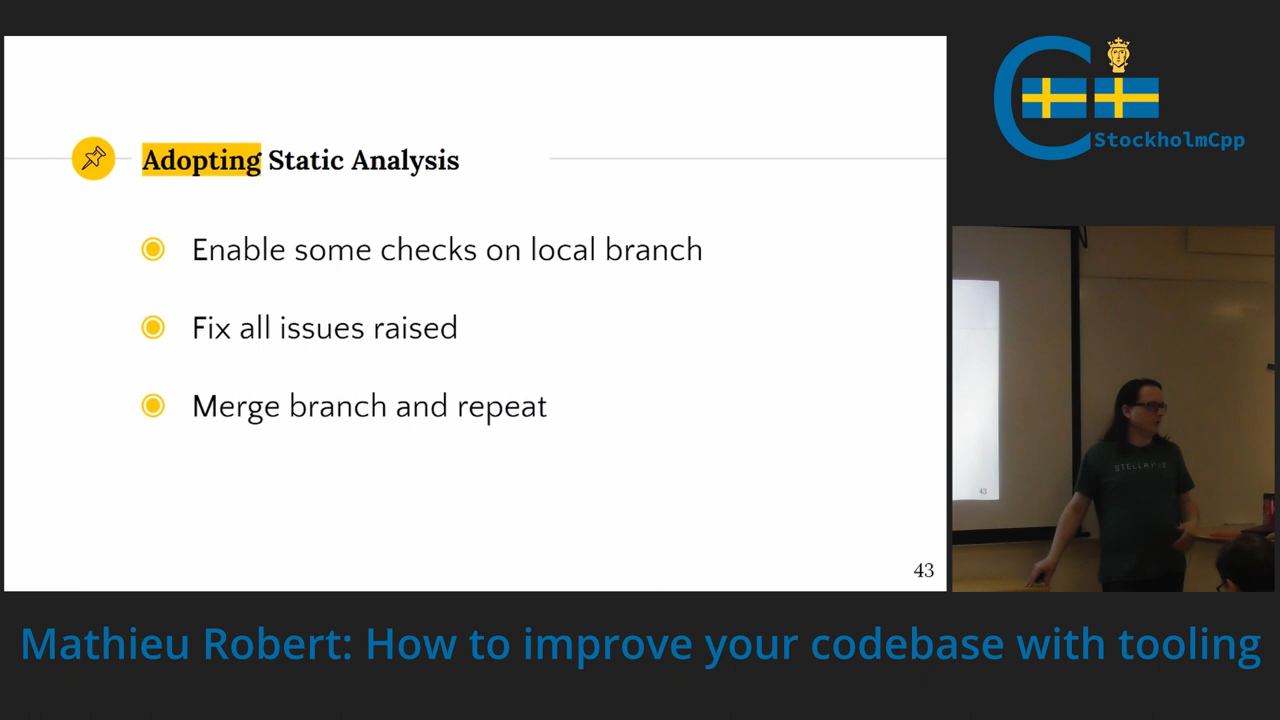 Adopting Static Analysis
Enable some checks on local branch
Fix all issues raised
Merge branch and repeat
43
StockholmCpp
43
Mathieu Robert: How to improve your codebase with tooling